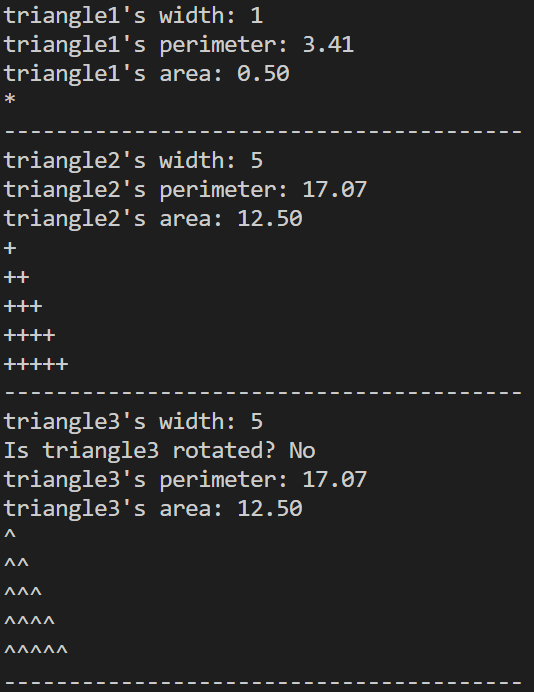 triangle1's width: 1
triangle1's perimeter: 3.41
triangle1's area: 0.50
*
----------------------------------------
triangle2's width: 5
triangle2's perimeter: 17.07
triangle2's area: 12.50
+
++
+++
++++
+++++
----------------------------------------
triangle3's width: 5
Is triangle3 rotated? No
triangle3's perimeter: 17.07
triangle3's area: 12.50
^
^^
^^^
^^^^
^^^^^
----------------------------------------